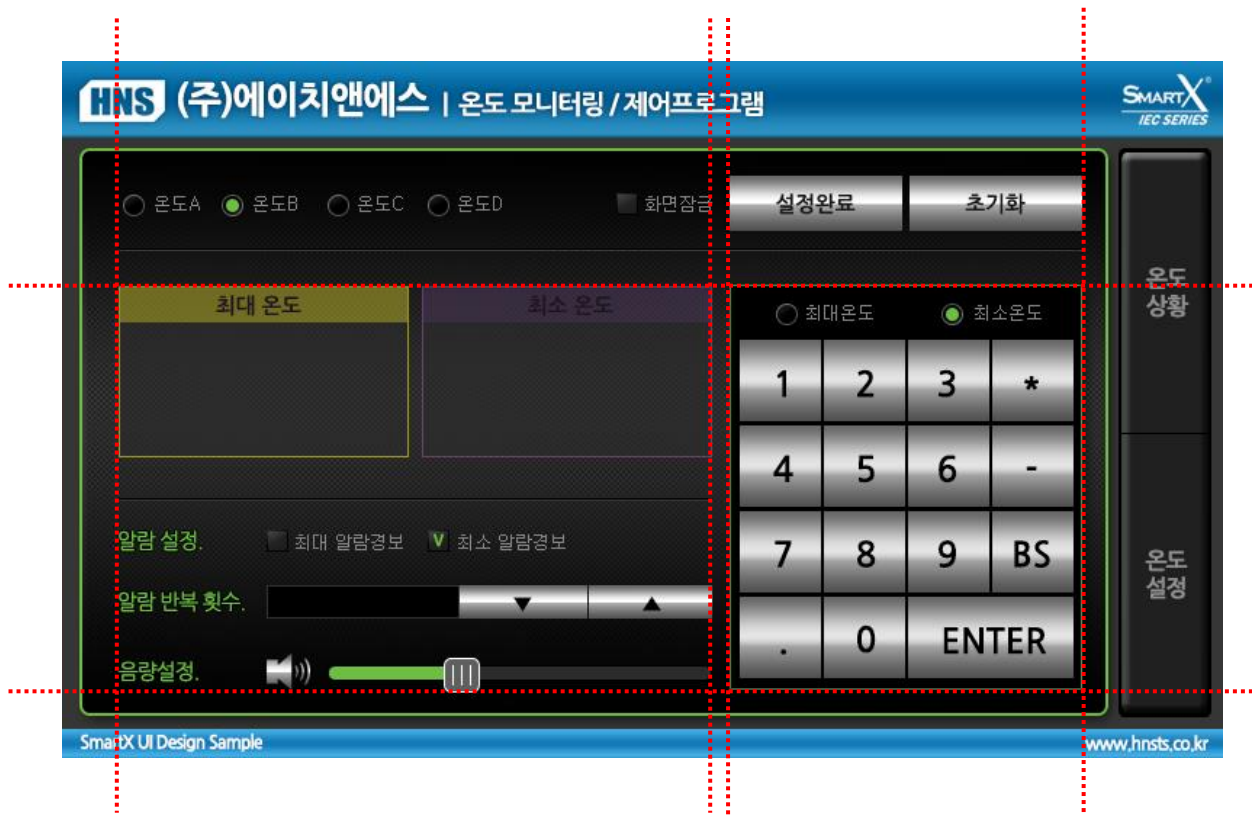 HNS (주)에이치앤에스 | 온도 모니터링 / 제어프로그램
SMARTX®
IEC SERIES
온도A 온도B 온도C 온도D 화면잠금 설정완료 초기화
최대 온도 최소 온도
최대온도 최소온도
1 2 3 *
4 5 6 -
7 8 9 BS
. 0 ENTER
알람 설정. 최대 알람경보 V 최소 알람경보
알람 반복 횟수. ▼ ▲
음량설정.
온도
상황
온도
설정
SmartX UI Design Sample
www.hnsts.co.kr